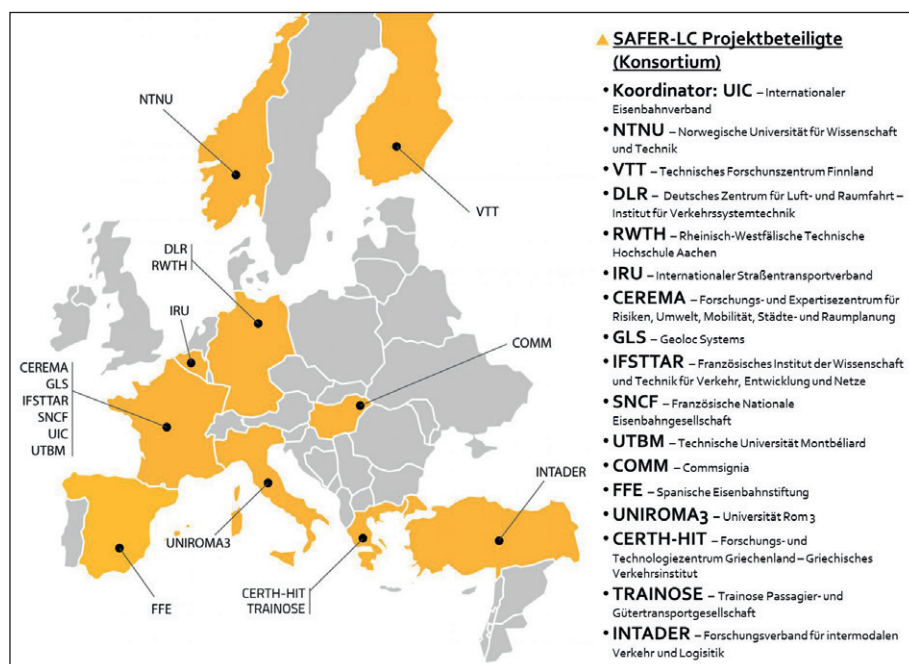 NTNU
VTT
DLR
RWTH
IRU
COMM
CEREMA
GLS
IFSTTAR
SNCF
UIC
UTBM
INTADER
UNIROMA3
CERTH-HIT
TRAINOSE
FFE
SAFER-LC Projektbeteiligte
(Konsortium)
• Koordinator: UIC – Internationaler
Eisenbahnverband
• NTNU – Norwegische Universität für Wissenschaft
und Technik
• VTT – Technisches Forschunszentrum Finnland
• DLR – Deutsches Zentrum für Luft- und Raumfahrt –
Institut für Verkehrssystemtechnik
• RWTH – Rheinisch-Westfälische Technische
Hochschule Aachen
• IRU – Internationaler Straßentransportverband
• CEREMA – Forschungs- und Expertisezentrum für
Risiken, Umwelt, Mobilität, Städte- und Raumplanung
• GLS – Geoloc Systems
• IFSTTAR – Französisches Institut der Wissenschaft
und Technik für Verkehr, Entwicklung und Netze
• SNCF – Französische Nationale
Eisenbahngesellschaft
• UTBM – Technische Universität Montbéliard
• COMM – Commsignia
• FFE – Spanische Eisenbahnstiftung
• UNIROMA3 – Universität Rom 3
• CERTH-HIT – Forschungs- und
Technologiezentrum Griechenland – Griechisches
Verkehrsinstitut
• TRAINOSE – Trainose Passagier- und
Gütertransportgesellschaft
• INTADER – Forschungsverband für intermodalen
Verkehr und Logisitik